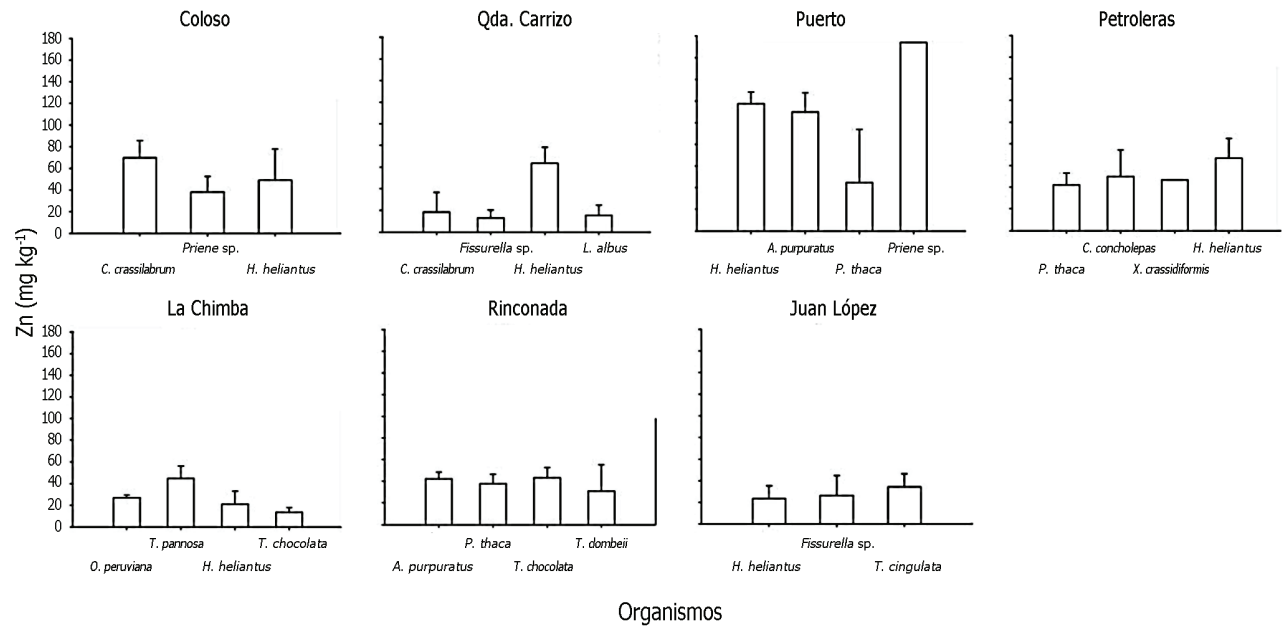 Coloso
Qda. Carrizo
Puerto
Petroleras
180
160
140
120
100
80
60
40
20
0
Priene sp.
Fissurella sp.
L. albus
A. purpuratus
Priene sp.
C. concholepas
H. heliantus
C. crassilabrum
H. heliantus
C. crassilabrum
H. heliantus
H. heliantus
P. thaca
P. thaca
X. crassidiformis
Zn (mg kg-1)
La Chimba
Rinconada
Juan López
180
160
140
120
100
80
60
40
20
0
T. pannosa
T. chocolata
P. thaca
T. dombeii
Fissurella sp.
O. peruviana
H. heliantus
A. purpuratus
T. chocolata
H. heliantus
T. cingulata
Organismos